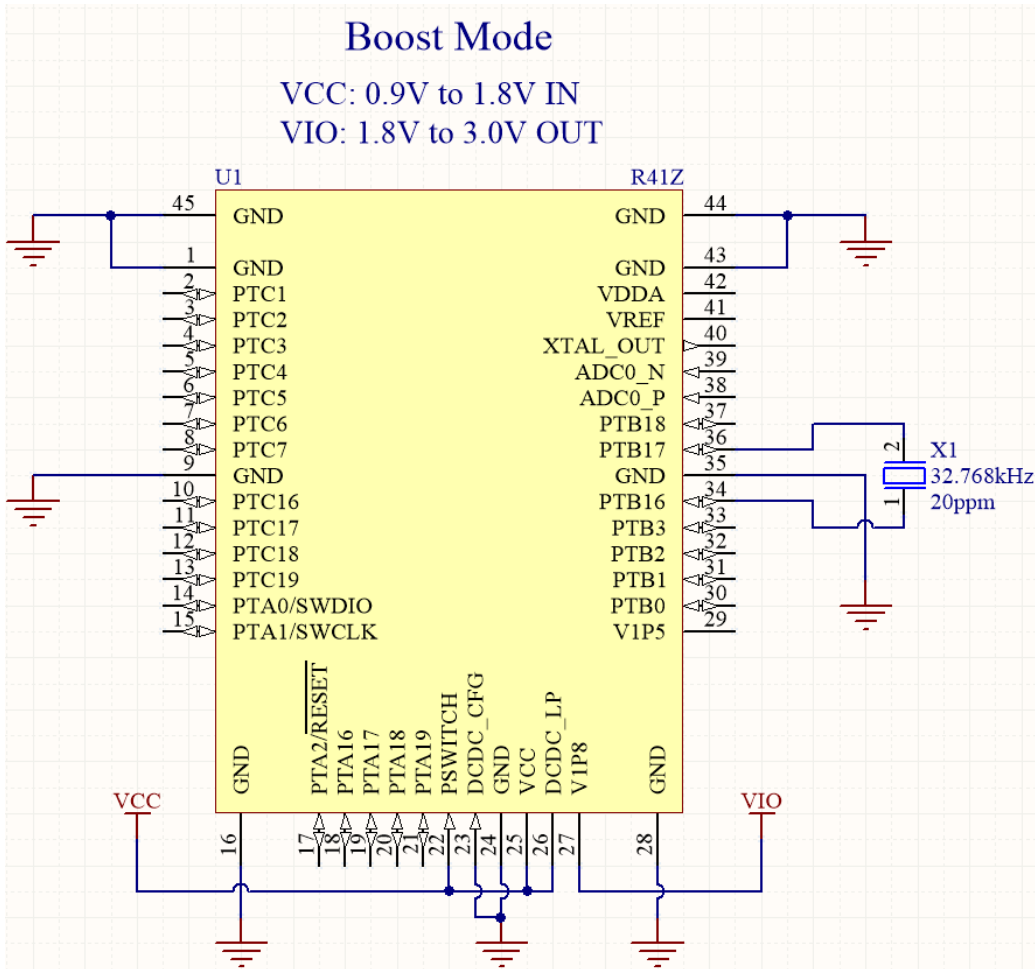 Boost Mode
VCC: 0.9V to 1.8V IN
VIO: 1.8V to 3.0V OUT
U1
R41Z
45 GND
1 GND
2 PTC1
3 PTC2
4 PTC3
5 PTC4
6 PTC5
7 PTC6
8 PTC7
9 GND
10 PTC16
11 PTC17
12 PTC18
13 PTC19
14 PTA0/SWDIO
15 PTA1/SWCLK
GND 44
GND 43
VDDA 42
VREF 41
XTAL_OUT 40
ADC0_N 39
ADC0_P 38
PTB18 37
PTB17 36
GND 35
PTB16 34
PTB3 33
PTB2 32
PTB1 31
PTB0 30
V1P5 29
2
1
X1
32.768kHz
20ppm
GND 16
PTA2/RESET 17
PTA16 18
PTA17 19
PTA18 20
PTA19 21
PSWITCH 22
DCDC_CFG 23
GND 24
VCC 25
DCDC_LP 26
V1P8 27
GND 28
VCC
VIO